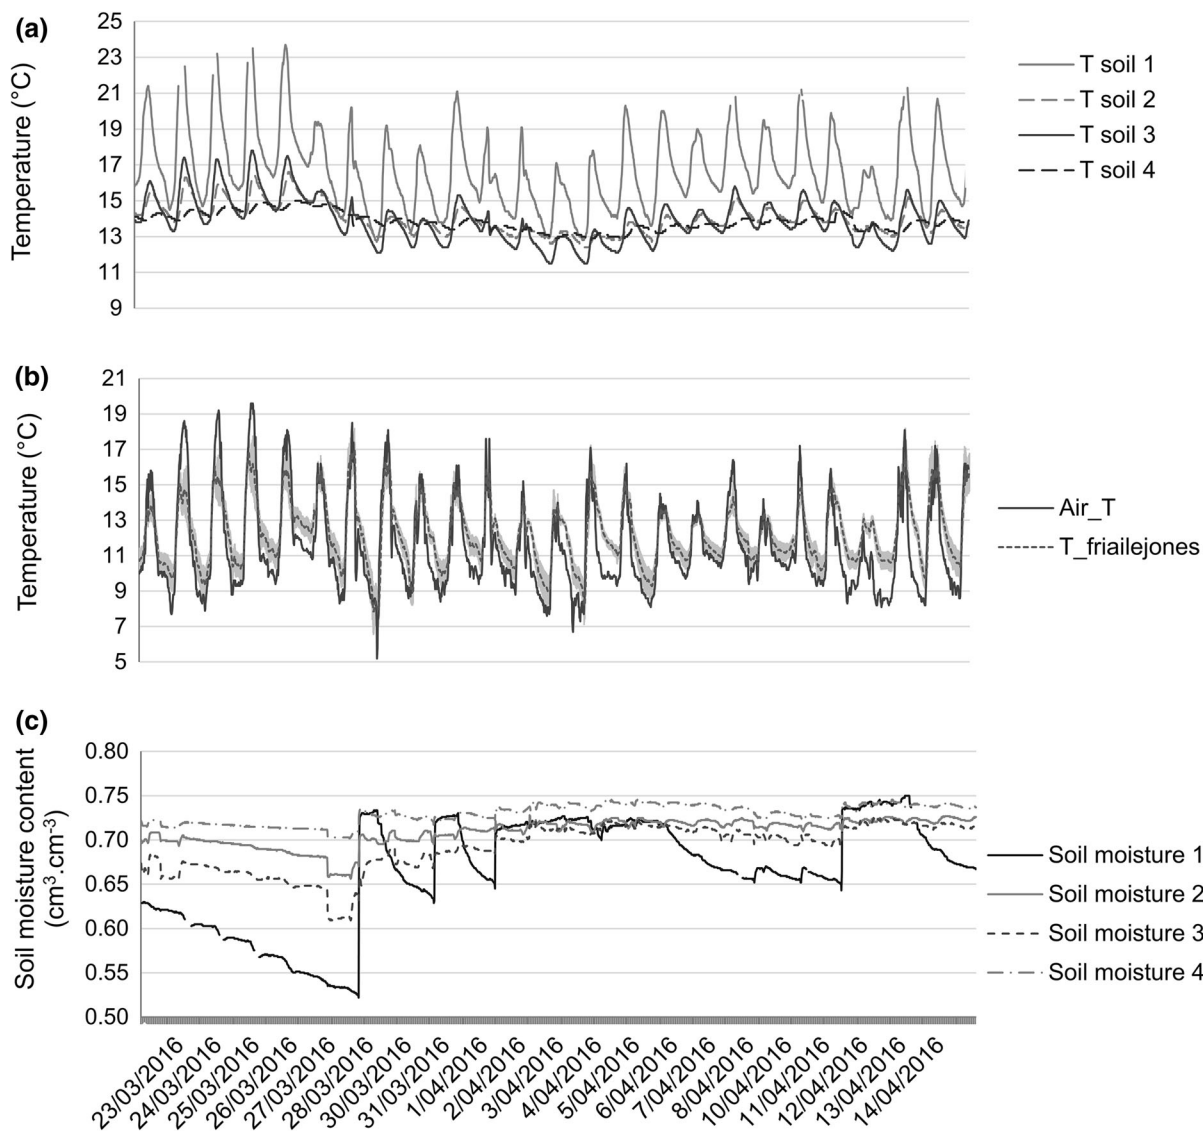 (a)
Temperature (°C)
25
23
21
19
17
15
13
11
9
T soil 1
T soil 2
T soil 3
T soil 4
(b)
Temperature (°C)
21
19
17
15
13
11
9
7
5
Air_T
T_friailejones
(c)
Soil moisture content
(cm³.cm⁻³)
0.80
0.75
0.70
0.65
0.60
0.55
0.50
Soil moisture 1
Soil moisture 2
Soil moisture 3
Soil moisture 4
23/03/2016
24/03/2016
25/03/2016
26/03/2016
27/03/2016
28/03/2016
30/03/2016
31/03/2016
1/04/2016
2/04/2016
3/04/2016
4/04/2016
5/04/2016
6/04/2016
7/04/2016
8/04/2016
10/04/2016
11/04/2016
12/04/2016
13/04/2016
14/04/2016